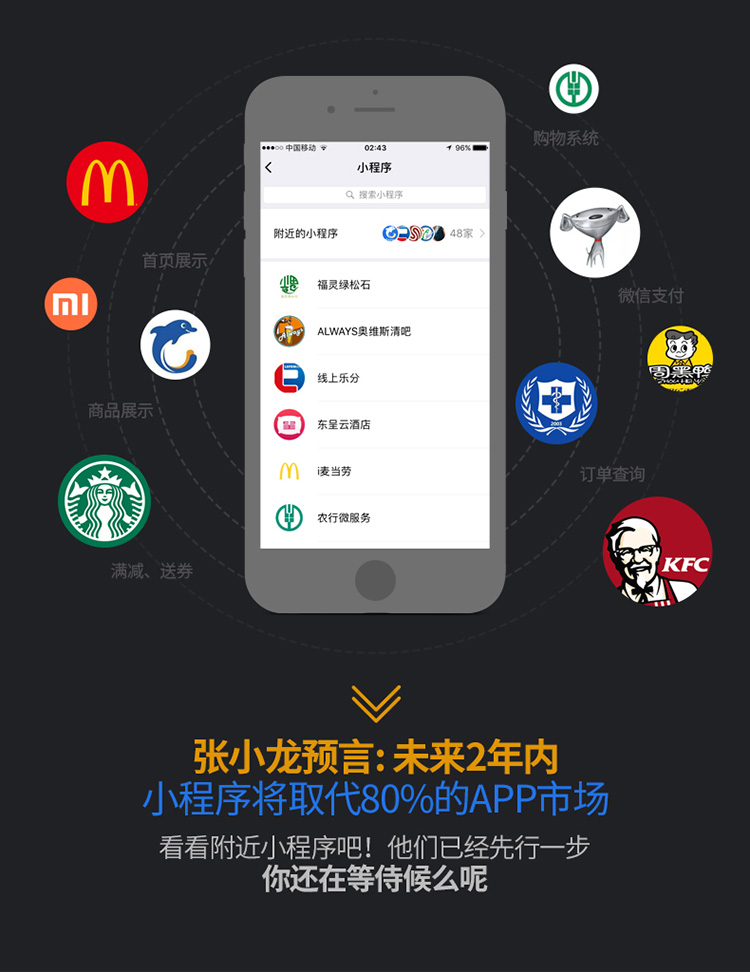 购物系统
中国移动
02:43
96%
小程序
搜索小程序
附近的小程序
48家
首页展示
福灵绿松石
微信支付
ALWAYS奥维斯清吧
线上乐分
周黑鸭
商品展示
东呈云酒店
2003
i麦当劳
订单查询
农行微服务
满减、送券
KFC
张小龙预言:未来2年内
小程序将取代80%的APP市场
看看附近小程序吧！他们已经先行一步
你还在等侍候么呢